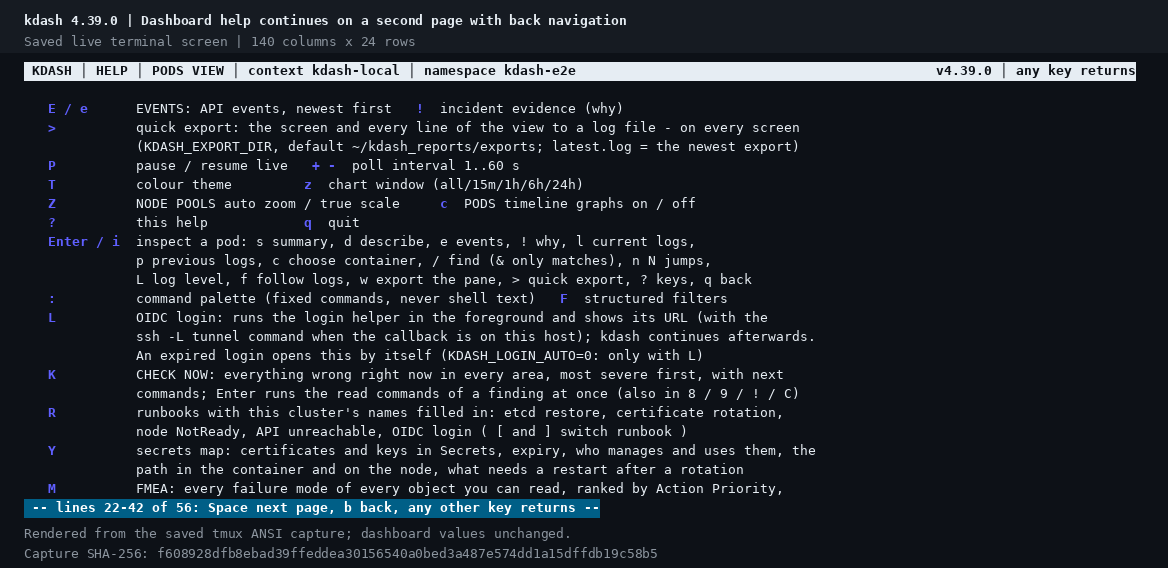 kdash 4.39.0 | Dashboard help continues on a second page with back navigation
Saved live terminal screen | 140 columns x 24 rows
KDASH │ HELP │ PODS VIEW │ context kdash-local │ namespace kdash-e2e v4.39.0 │ any key returns
E / e EVENTS: API events, newest first ! incident evidence (why)
> quick export: the screen and every line of the view to a log file - on every screen
(KDASH_EXPORT_DIR, default ~/kdash_reports/exports; latest.log = the newest export)
P pause / resume live + - poll interval 1..60 s
T colour theme z chart window (all/15m/1h/6h/24h)
Z NODE POOLS auto zoom / true scale c PODS timeline graphs on / off
? this help q quit
Enter / i inspect a pod: s summary, d describe, e events, ! why, l current logs,
p previous logs, c choose container, / find (& only matches), n N jumps,
L log level, f follow logs, w export the pane, > quick export, ? keys, q back
: command palette (fixed commands, never shell text) F structured filters
L OIDC login: runs the login helper in the foreground and shows its URL (with the
ssh -L tunnel command when the callback is on this host); kdash continues afterwards.
An expired login opens this by itself (KDASH_LOGIN_AUTO=0: only with L)
K CHECK NOW: everything wrong right now in every area, most severe first, with next
commands; Enter runs the read commands of a finding at once (also in 8 / 9 / ! / C)
R runbooks with this cluster's names filled in: etcd restore, certificate rotation,
node NotReady, API unreachable, OIDC login ( [ and ] switch runbook )
Y secrets map: certificates and keys in Secrets, expiry, who manages and uses them, the
path in the container and on the node, what needs a restart after a rotation
M FMEA: every failure mode of every object you can read, ranked by Action Priority,
-- lines 22-42 of 56: Space next page, b back, any other key returns --
Rendered from the saved tmux ANSI capture; dashboard values unchanged.
Capture SHA-256: f608928dfb8ebad39ffeddea30156540a0bed3a487e574dd1a15dffdb19c58b5